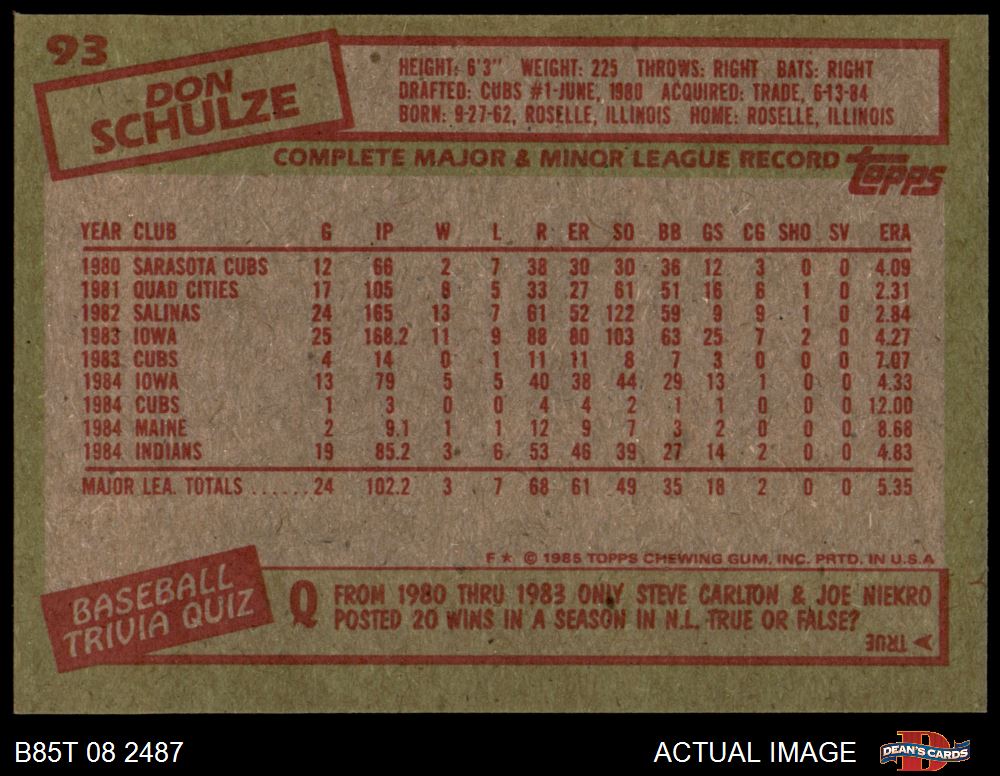 93
DON
SCHULZE
HEIGHT: 6'3" WEIGHT: 225 THROWS: RIGHT BATS: RIGHT
DRAFTED: CUBS #1-JUNE, 1980 ACQUIRED: TRADE, 6-13-84
BORN: 9-27-62, ROSELLE, ILLINOIS HOME: ROSELLE, ILLINOIS
COMPLETE MAJOR & MINOR LEAGUE RECORD topps
YEAR CLUB G IP W L R ER SO BB GS CG SHO SV ERA
1980 SARASOTA CUBS 12 66 2 7 38 30 30 36 12 3 0 0 4.09
1981 QUAD CITIES 17 105 8 5 33 27 61 51 16 6 1 0 2.31
1982 SALINAS 24 165 13 7 61 52 122 59 9 9 1 0 2.84
1983 IOWA 25 168.2 11 9 88 80 103 63 25 7 2 0 4.27
1983 CUBS 4 14 0 1 11 11 8 7 3 0 0 0 7.07
1984 IOWA 13 79 5 5 40 38 44 29 13 1 0 0 4.33
1984 CUBS 1 3 0 0 4 4 2 1 1 0 0 0 12.00
1984 MAINE 2 9.1 1 1 12 9 7 3 2 0 0 0 8.68
1984 INDIANS 19 85.2 3 6 53 46 39 27 14 2 0 0 4.83
MAJOR LEA. TOTALS ...... 24 102.2 3 7 68 61 49 35 18 2 0 0 5.35
F★ © 1985 TOPPS CHEWING GUM, INC. PRTD. IN U.S.A
BASEBALL
TRIVIA QUIZ
Q FROM 1980 THRU 1983 ONLY STEVE CARLTON & JOE NIEKRO
POSTED 20 WINS IN A SEASON IN N.L. TRUE OR FALSE?
TRUE
B85T 08 2487 ACTUAL IMAGE D DEAN'S CARDS